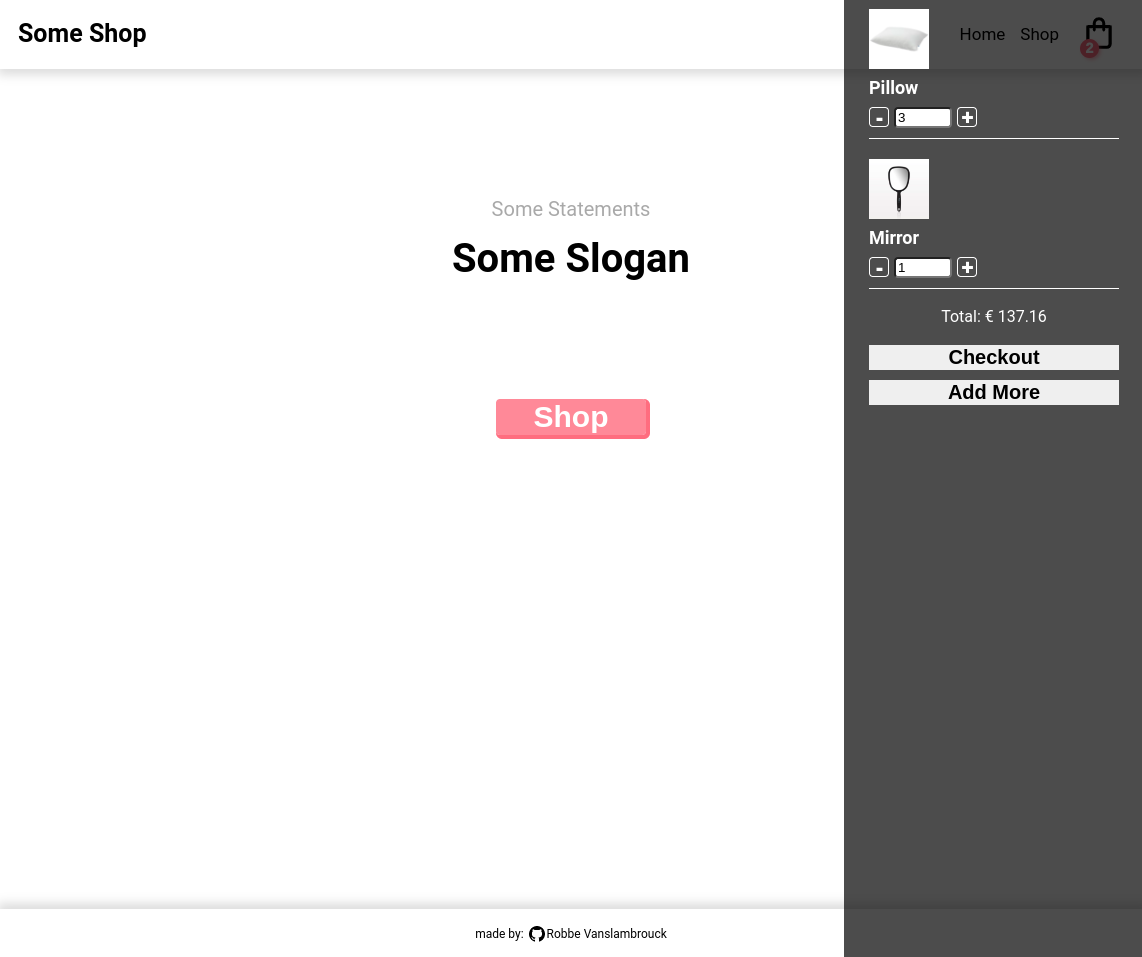 Some Shop
Home Shop
2
Some Statements
Some Slogan
Shop
Pillow
- 3 +
Mirror
- 1 +
Total: € 137.16
Checkout
Add More
made by: Robbe Vanslambrouck